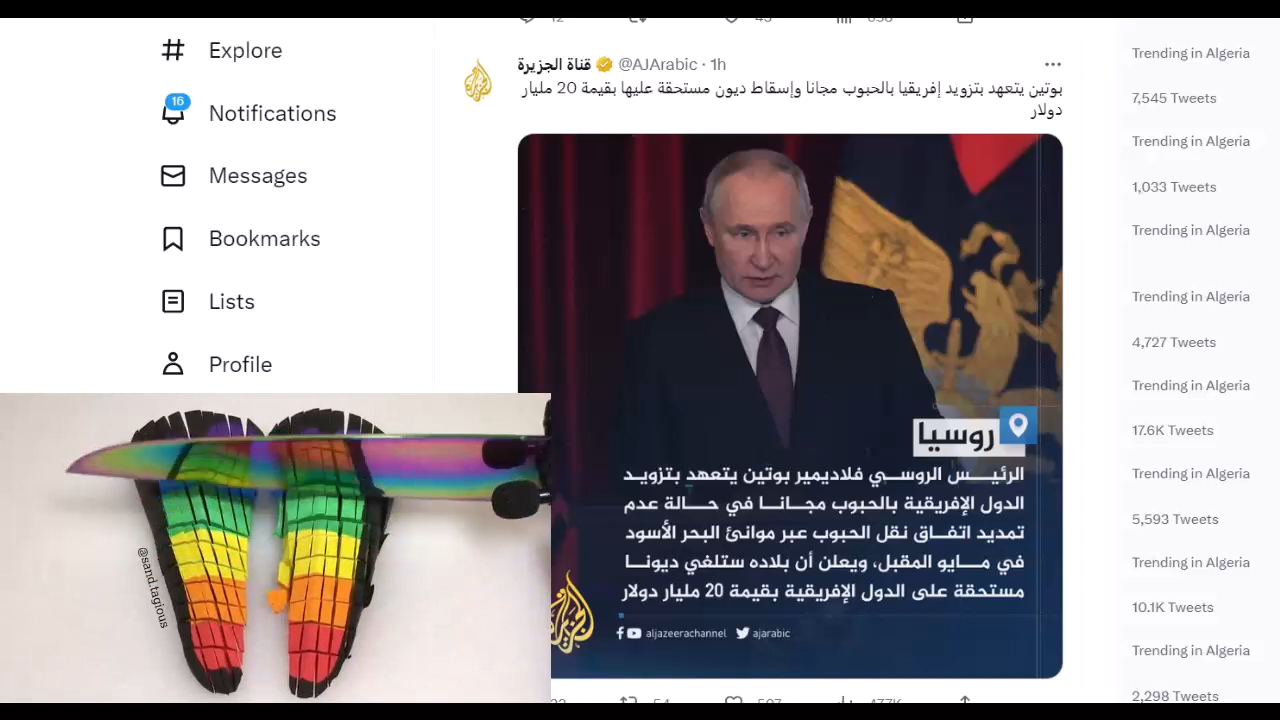 Explore
16
Notifications
Messages
Bookmarks
Lists
Profile
قناة الجزيرة @AJArabic · 1h
بوتين يتعهد بتزويد إفريقيا بالحبوب مجانا وإسقاط ديون مستحقة عليها بقيمة 20 مليار
دولار
روسيا
الرئيس الروسي فلاديمير بوتين يتعهد بتزويد
الدول الإفريقية بالحبوب مجانا في حالة عدم
تمديد اتفاق نقل الحبوب عبر موانئ البحر الأسود
في مايو المقبل، ويعلن أن بلاده ستلغي ديونا
مستحقة على الدول الإفريقية بقيمة 20 مليار دولار
aljazeerachannel ajarabic
@sand.tagious
Trending in Algeria
7,545 Tweets
Trending in Algeria
1,033 Tweets
Trending in Algeria
Trending in Algeria
4,727 Tweets
Trending in Algeria
17.6K Tweets
Trending in Algeria
5,593 Tweets
Trending in Algeria
10.1K Tweets
Trending in Algeria
2,298 Tweets